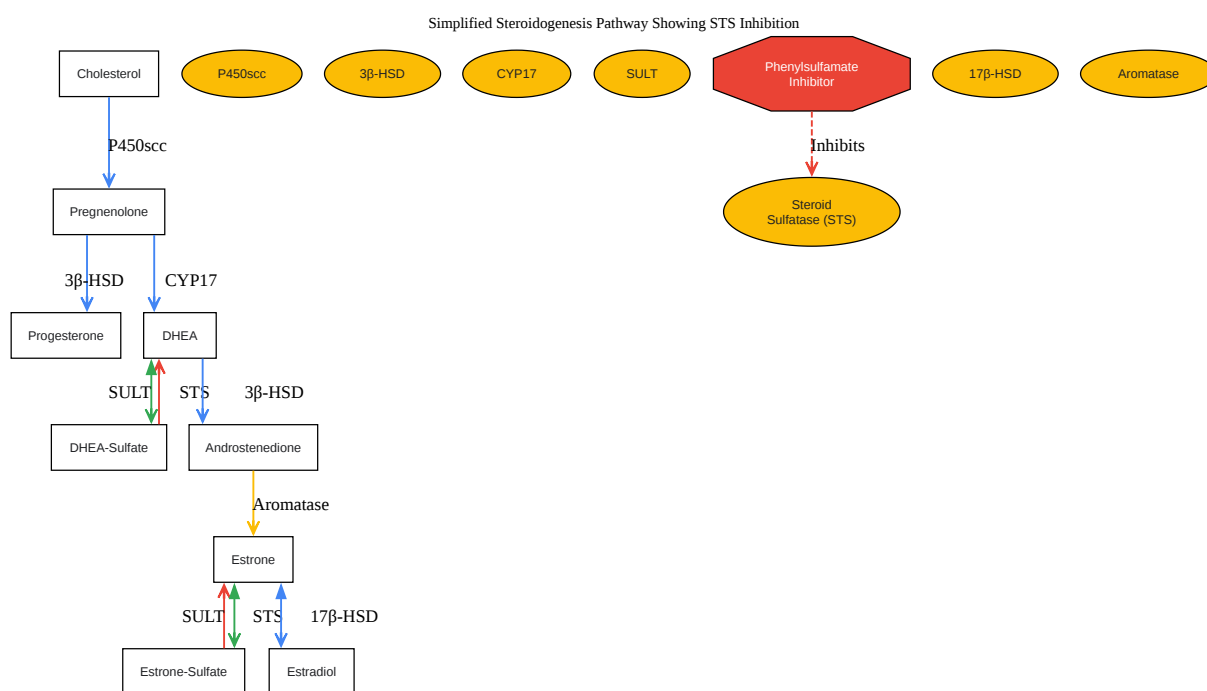 Simplified Steroidogenesis Pathway Showing STS Inhibition
Cholesterol
P450scc
3β-HSD
CYP17
SULT
Phenylsulfamate
Inhibitor
17β-HSD
Aromatase
P450scc
Inhibits
Pregnenolone
Steroid
Sulfatase (STS)
3β-HSD
CYP17
Progesterone
DHEA
SULT
STS
3β-HSD
DHEA-Sulfate
Androstenedione
Aromatase
Estrone
SULT
STS
17β-HSD
Estrone-Sulfate
Estradiol